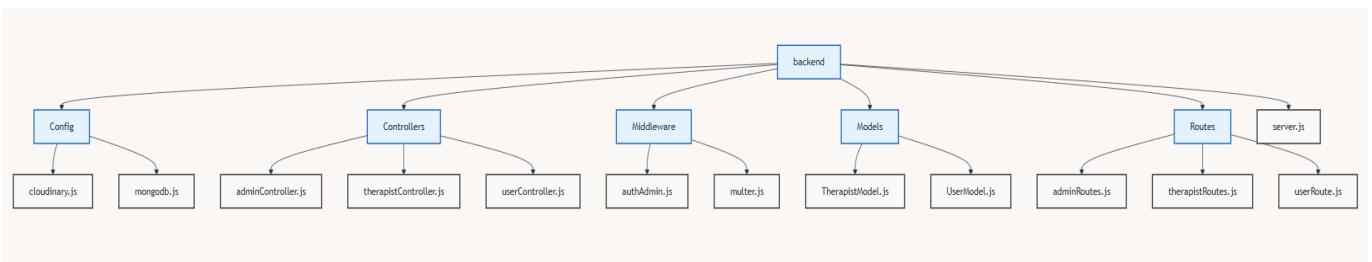 backend
Config
Controllers
Middleware
Models
Routes
server.js
cloudinary.js
mongodb.js
adminController.js
therapistController.js
userController.js
authAdmin.js
multer.js
TherapistModel.js
UserModel.js
adminRoutes.js
therapistRoutes.js
userRoute.js